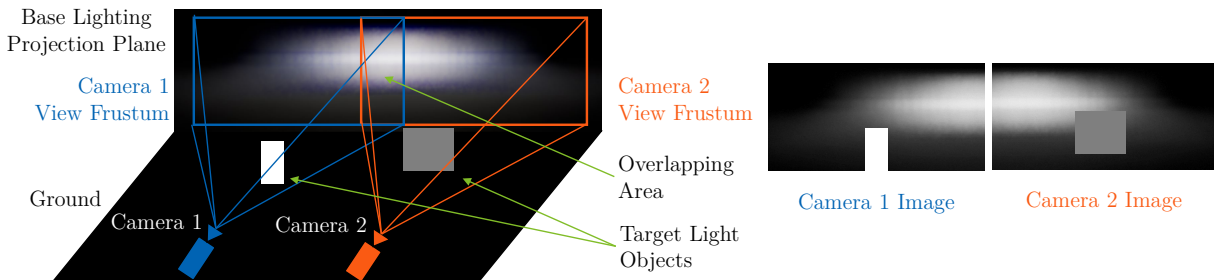 Base Lighting
Projection Plane
Camera 1
View Frustum
Ground
Camera 1
Camera 2
Camera 2
View Frustum
Overlapping
Area
Target Light
Objects
Camera 1 Image
Camera 2 Image